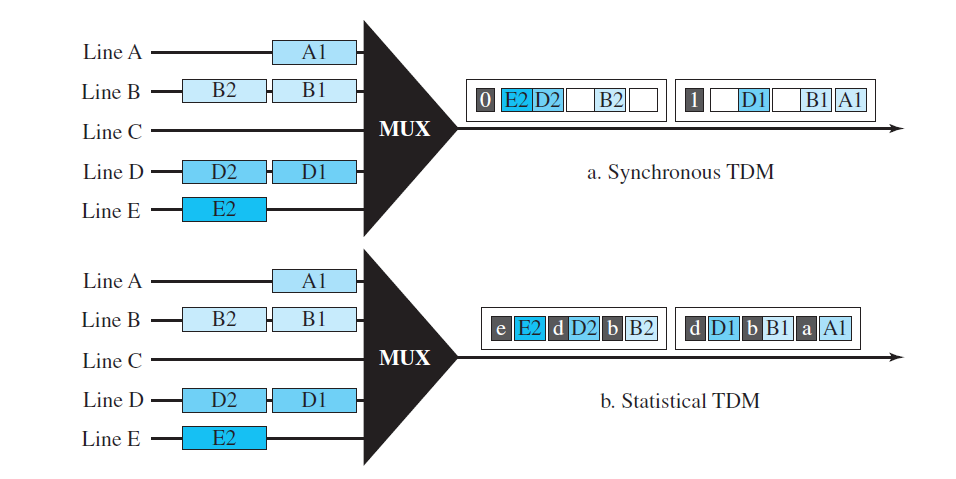 Line A A1
Line B B2 B1
Line C
Line D D2 D1
Line E E2
MUX
0 E2 D2 B2 1 D1 B1 A1
a. Synchronous TDM
Line A A1
Line B B2 B1
Line C
Line D D2 D1
Line E E2
MUX
e E2 d D2 b B2 d D1 b B1 a A1
b. Statistical TDM